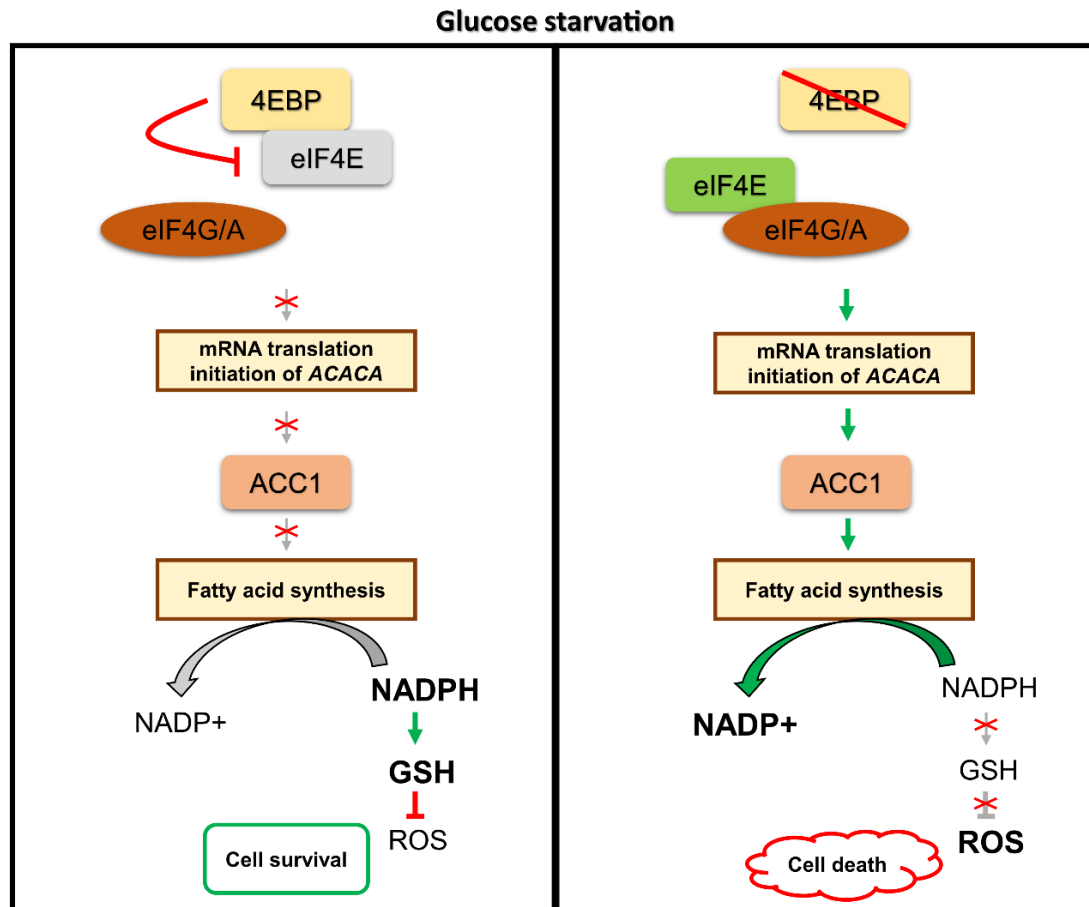 Glucose starvation
4EBP
eIF4E
eIF4G/A
mRNA translation
initiation of ACACA
ACC1
Fatty acid synthesis
NADP+
NADPH
GSH
ROS
Cell survival
4EBP
eIF4E
eIF4G/A
mRNA translation
initiation of ACACA
ACC1
Fatty acid synthesis
NADP+
NADPH
GSH
ROS
Cell death